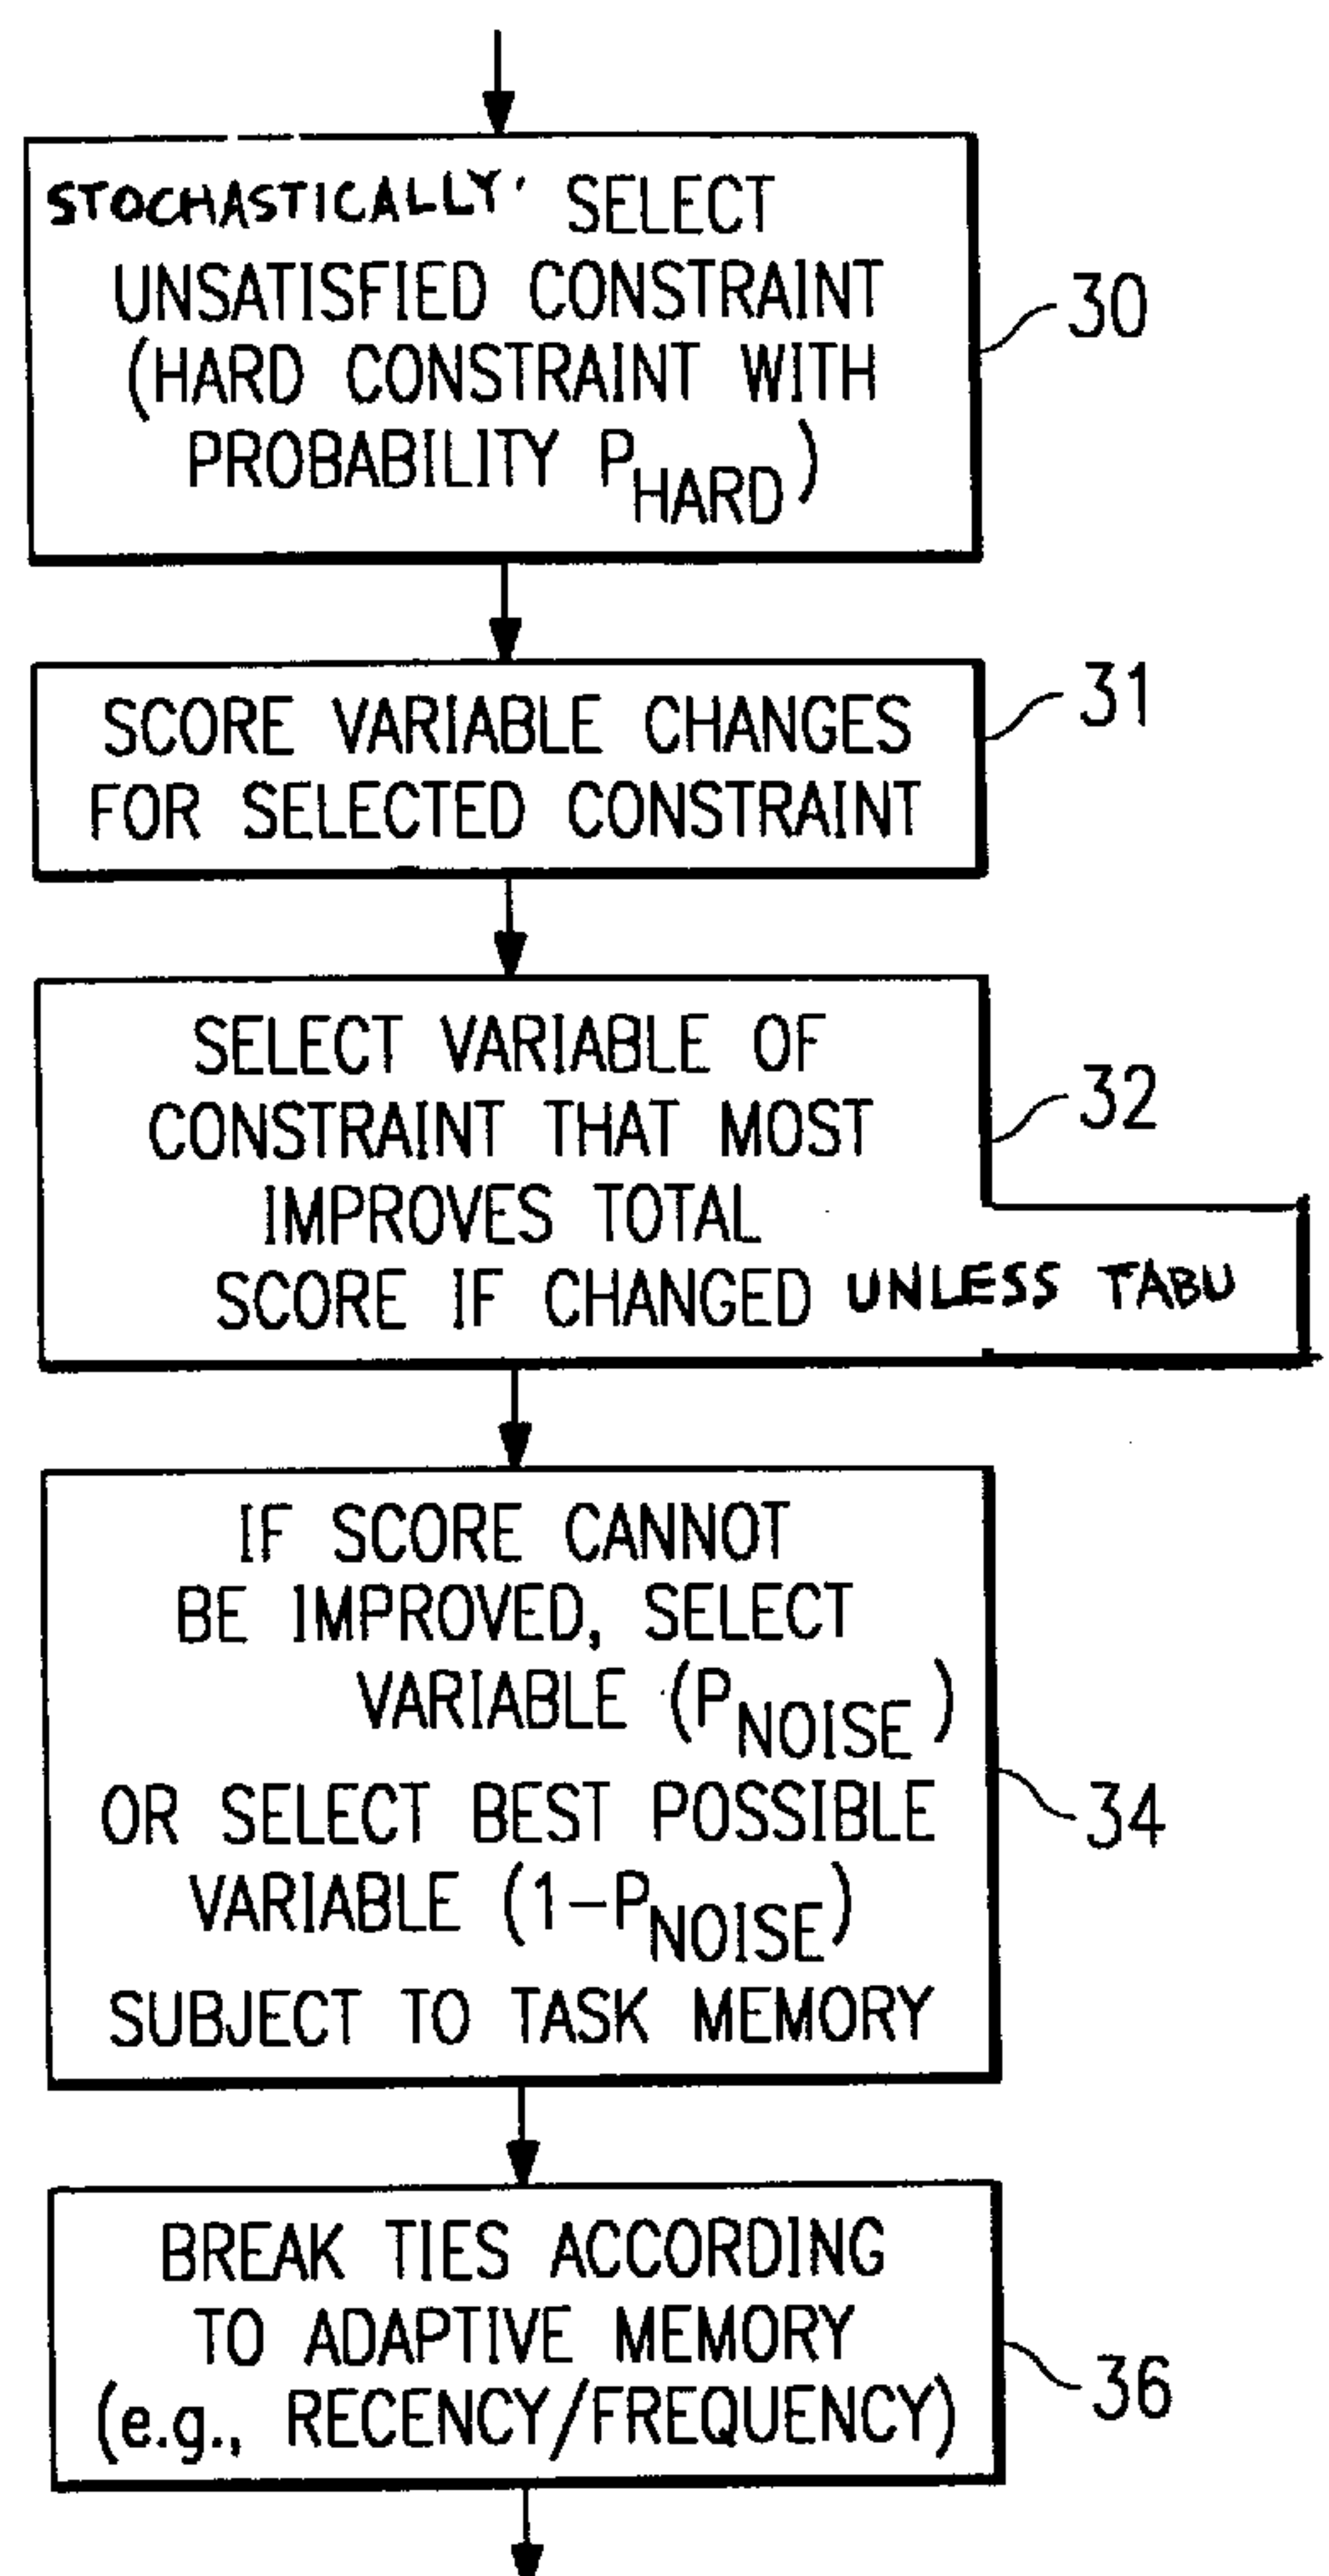 STOCHASTICALLY SELECT
UNSATISFIED CONSTRAINT
(HARD CONSTRAINT WITH
PROBABILITY P HARD)
30
SCORE VARIABLE CHANGES
FOR SELECTED CONSTRAINT
31
SELECT VARIABLE OF
CONSTRAINT THAT MOST
IMPROVES TOTAL
SCORE IF CHANGED UNLESS TABU
32
IF SCORE CANNOT
BE IMPROVED, SELECT
VARIABLE (P NOISE)
OR SELECT BEST POSSIBLE
VARIABLE (1-P NOISE)
SUBJECT TO TASK MEMORY
34
BREAK TIES ACCORDING
TO ADAPTIVE MEMORY
(e.g., RECENCY/FREQUENCY)
36